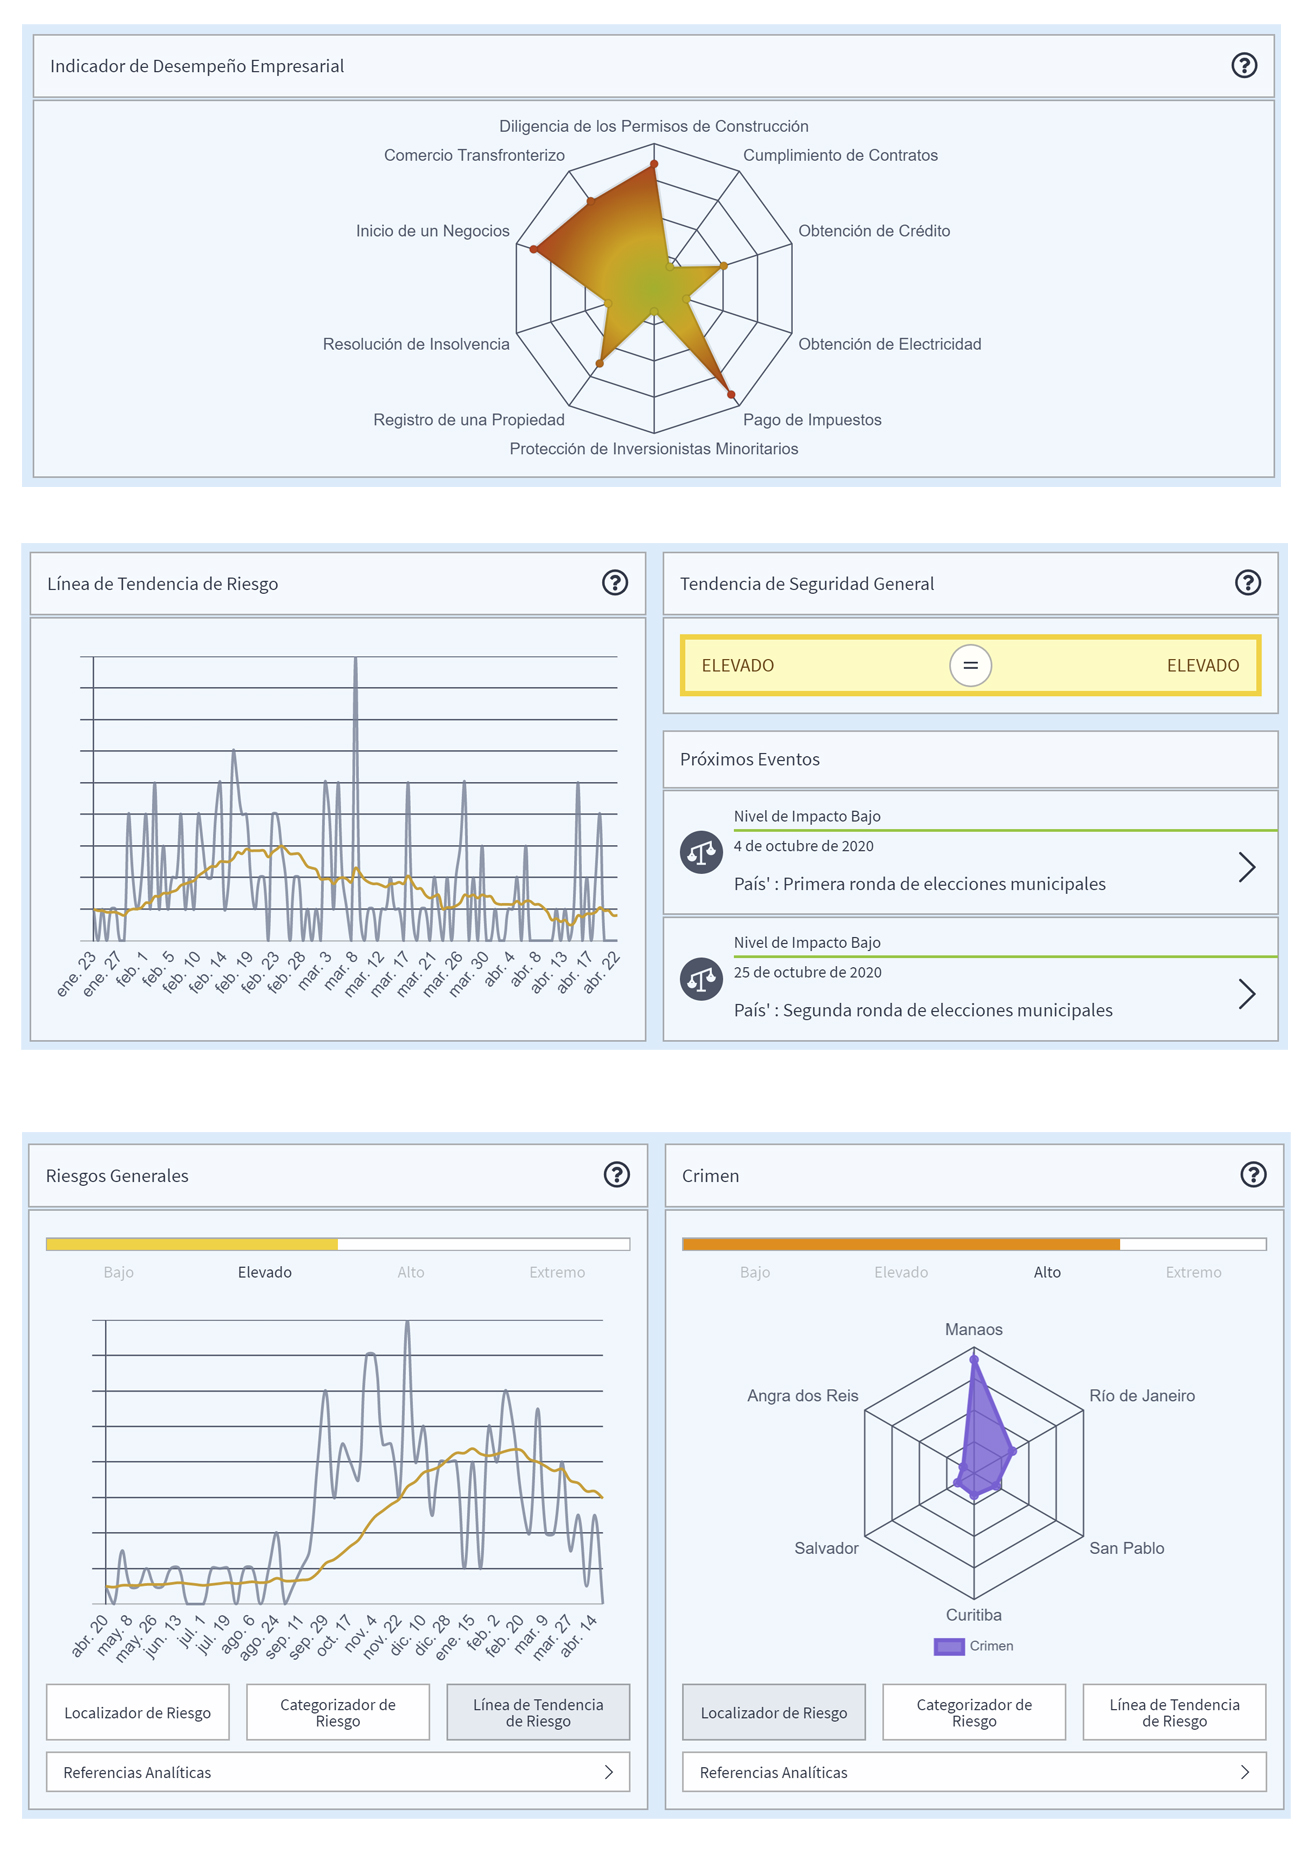 Indicador de Desempeño Empresarial
?
Diligencia de los Permisos de Construcción
Comercio Transfronterizo
Cumplimiento de Contratos
Inicio de un Negocios
Obtención de Crédito
Resolución de Insolvencia
Obtención de Electricidad
Registro de una Propiedad
Pago de Impuestos
Protección de Inversionistas Minoritarios
Línea de Tendencia de Riesgo
?
ene. 23
ene. 27
feb. 1
feb. 5
feb. 10
feb. 14
feb. 19
feb. 23
feb. 28
mar. 3
mar. 8
mar. 12
mar. 17
mar. 21
mar. 26
mar. 30
abr. 4
abr. 8
abr. 13
abr. 17
abr. 22
Tendencia de Seguridad General
?
ELEVADO = ELEVADO
Próximos Eventos
Nivel de Impacto Bajo
4 de octubre de 2020
País' : Primera ronda de elecciones municipales
Nivel de Impacto Bajo
25 de octubre de 2020
País' : Segunda ronda de elecciones municipales
Riesgos Generales
?
Bajo Elevado Alto Extremo
abr. 20
may. 8
may. 26
jun. 13
jul. 1
jul. 19
ago. 6
ago. 24
sep. 11
sep. 29
oct. 17
nov. 4
nov. 22
dic. 10
dic. 28
ene. 15
feb. 2
feb. 20
mar. 9
mar. 27
abr. 14
Localizador de Riesgo
Categorizador de
Riesgo
Línea de Tendencia
de Riesgo
Referencias Analíticas
Crimen
?
Bajo Elevado Alto Extremo
Manaos
Angra dos Reis
Río de Janeiro
Salvador
San Pablo
Curitiba
Crimen
Localizador de Riesgo
Categorizador de
Riesgo
Línea de Tendencia
de Riesgo
Referencias Analíticas